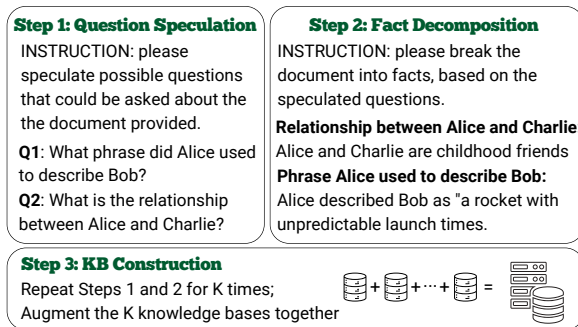 Step 1: Question Speculation
INSTRUCTION: please
speculate possible questions
that could be asked about the
the document provided.
Q1: What phrase did Alice used
to describe Bob?
Q2: What is the relationship
between Alice and Charlie?
Step 2: Fact Decomposition
INSTRUCTION: please break the
document into facts, based on the
speculated questions.
Relationship between Alice and Charlie
Alice and Charlie are childhood friends
Phrase Alice used to describe Bob:
Alice described Bob as "a rocket with
unpredictable launch times.
Step 3: KB Construction
Repeat Steps 1 and 2 for K times;
Augment the K knowledge bases together
+ + ... + =